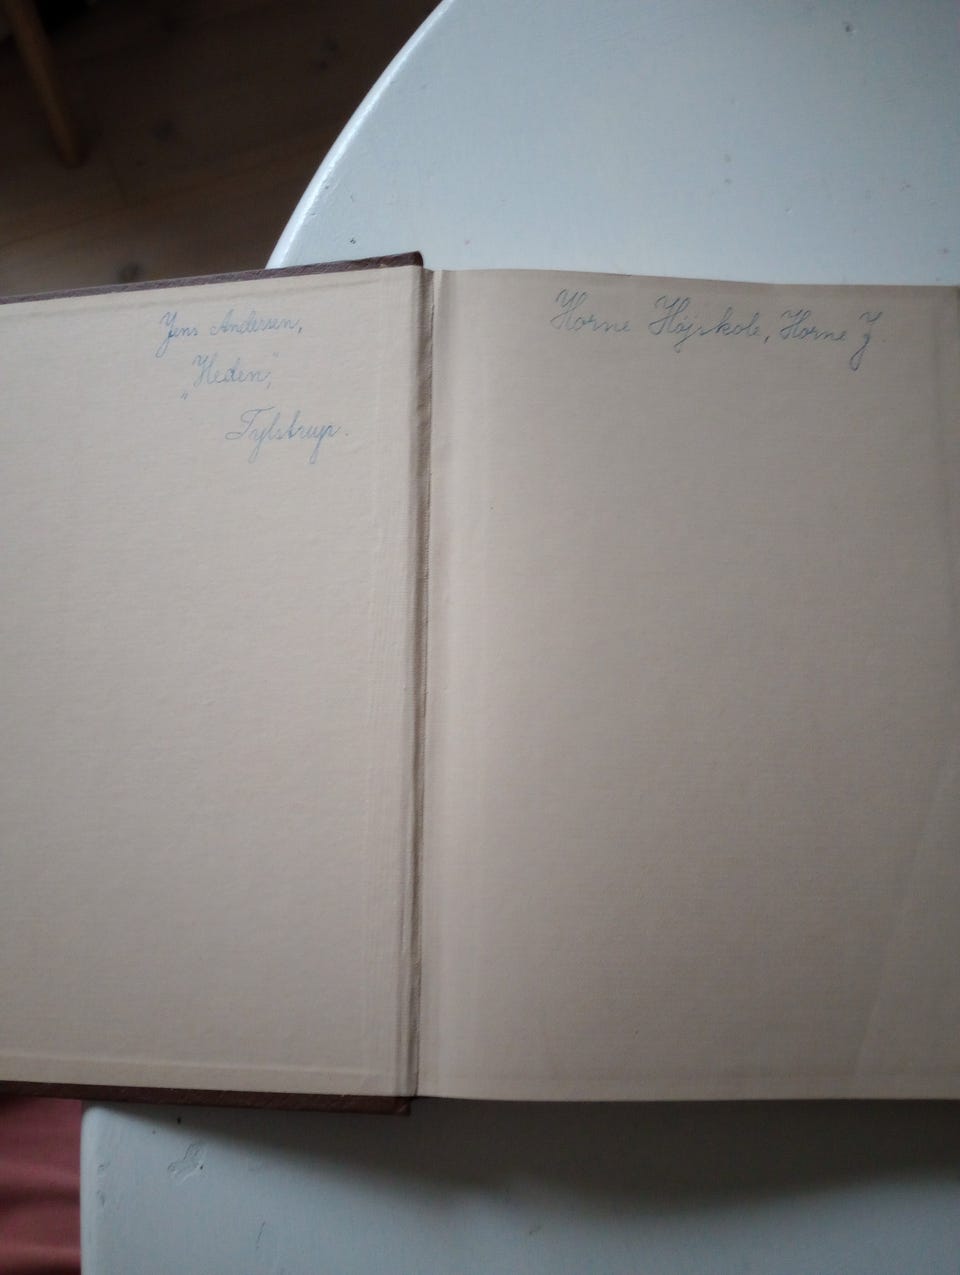 Jens Andersen,
„Heden",
Tylstrup.
Horne Højskole, Horne J.